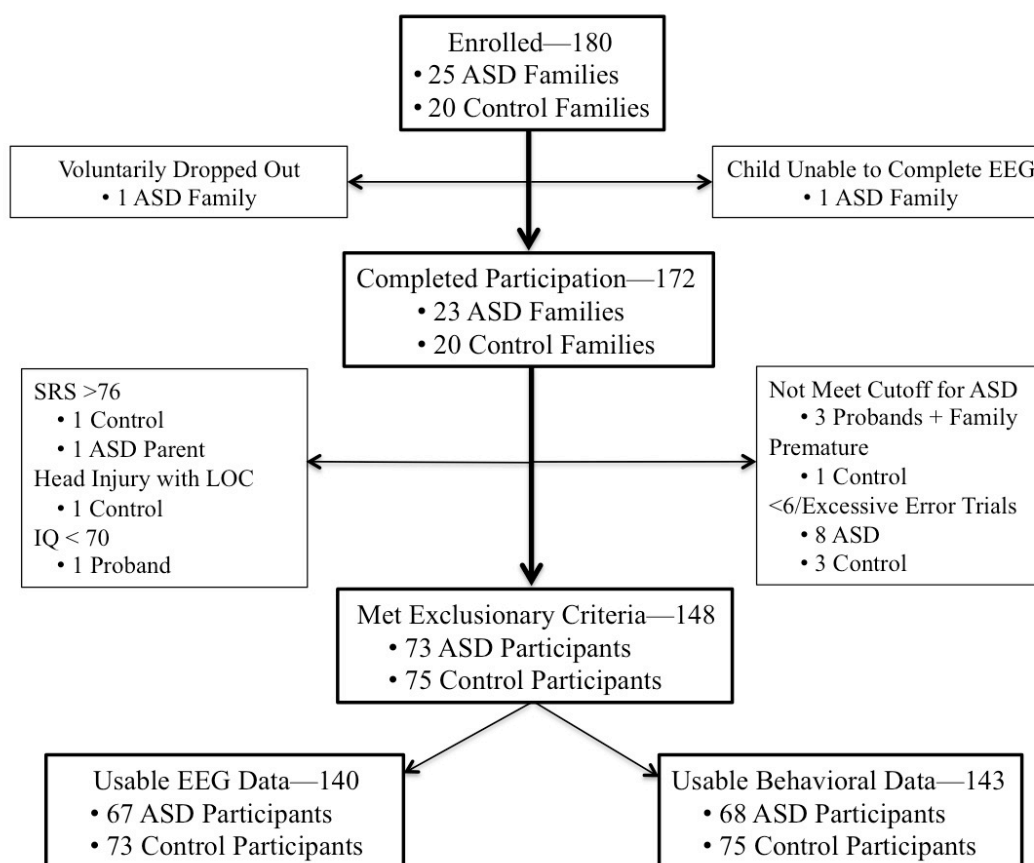 Enrolled—180
• 25 ASD Families
• 20 Control Families
Voluntarily Dropped Out
• 1 ASD Family
Child Unable to Complete EEG
• 1 ASD Family
Completed Participation—172
• 23 ASD Families
• 20 Control Families
SRS >76
• 1 Control
• 1 ASD Parent
Head Injury with LOC
• 1 Control
IQ < 70
• 1 Proband
Not Meet Cutoff for ASD
• 3 Probands + Family
Premature
• 1 Control
<6/Excessive Error Trials
• 8 ASD
• 3 Control
Met Exclusionary Criteria—148
• 73 ASD Participants
• 75 Control Participants
Usable EEG Data—140
• 67 ASD Participants
• 73 Control Participants
Usable Behavioral Data—143
• 68 ASD Participants
• 75 Control Participants